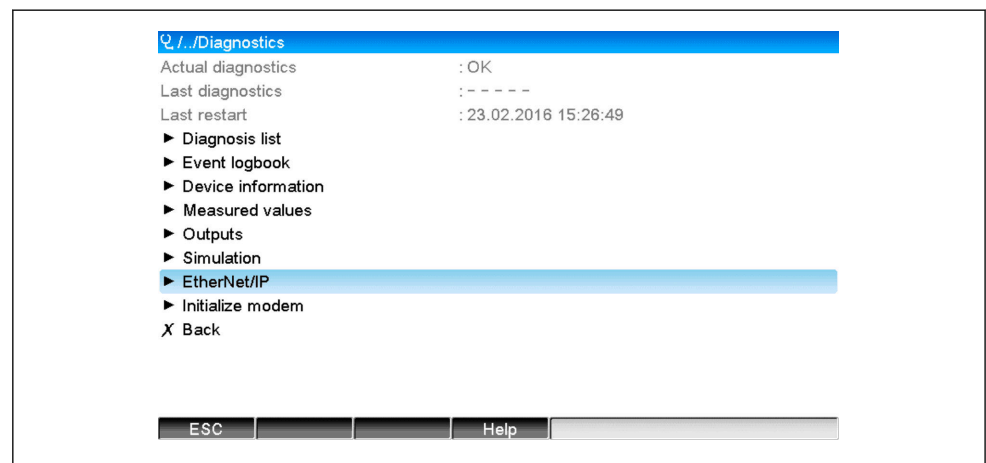 /../Diagnostics
Actual diagnostics : OK
Last diagnostics : - - - - -
Last restart : 23.02.2016 15:26:49
► Diagnosis list
► Event logbook
► Device information
► Measured values
► Outputs
► Simulation
► EtherNet/IP
► Initialize modem
X Back
ESC Help